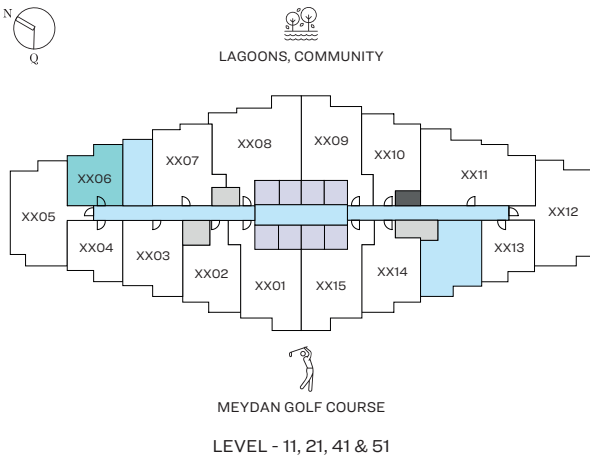 N
Q
LAGOONS, COMMUNITY
XX09
XX08
XX07
XX10
XX11
XX06
XX05
XX12
XX04
XX03
XX13
XX02
XX14
XX01
XX15
MEYDAN GOLF COURSE
LEVEL - 11, 21, 41 & 51